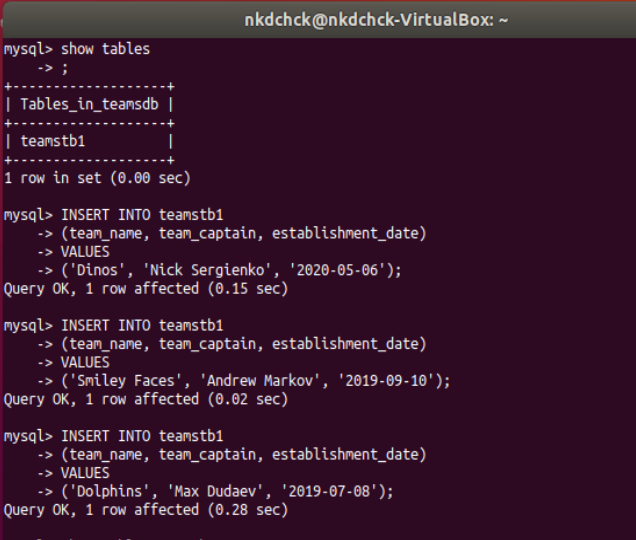 nkdchck@nkdchck-VirtualBox: ~
mysql> show tables
    -> ;
+-------------------+
| Tables_in_teamsdb |
+-------------------+
| teamstb1          |
+-------------------+
1 row in set (0.00 sec)
mysql> INSERT INTO teamstb1
    -> (team_name, team_captain, establishment_date)
    -> VALUES
    -> ('Dinos', 'Nick Sergienko', '2020-05-06');
Query OK, 1 row affected (0.15 sec)
mysql> INSERT INTO teamstb1
    -> (team_name, team_captain, establishment_date)
    -> VALUES
    -> ('Smiley Faces', 'Andrew Markov', '2019-09-10');
Query OK, 1 row affected (0.02 sec)
mysql> INSERT INTO teamstb1
    -> (team_name, team_captain, establishment_date)
    -> VALUES
    -> ('Dolphins', 'Max Dudaev', '2019-07-08');
Query OK, 1 row affected (0.28 sec)